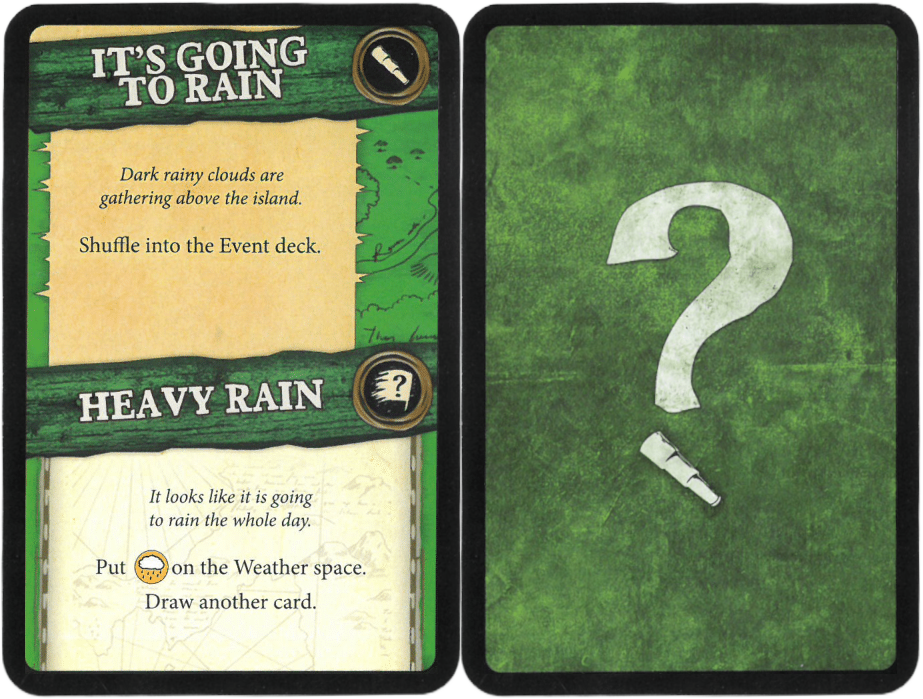 IT'S GOING
TO RAIN
Dark rainy clouds are
gathering above the island.
Shuffle into the Event deck.
HEAVY RAIN
?
It looks like it is going
to rain the whole day.
Put on the Weather space.
Draw another card.
?